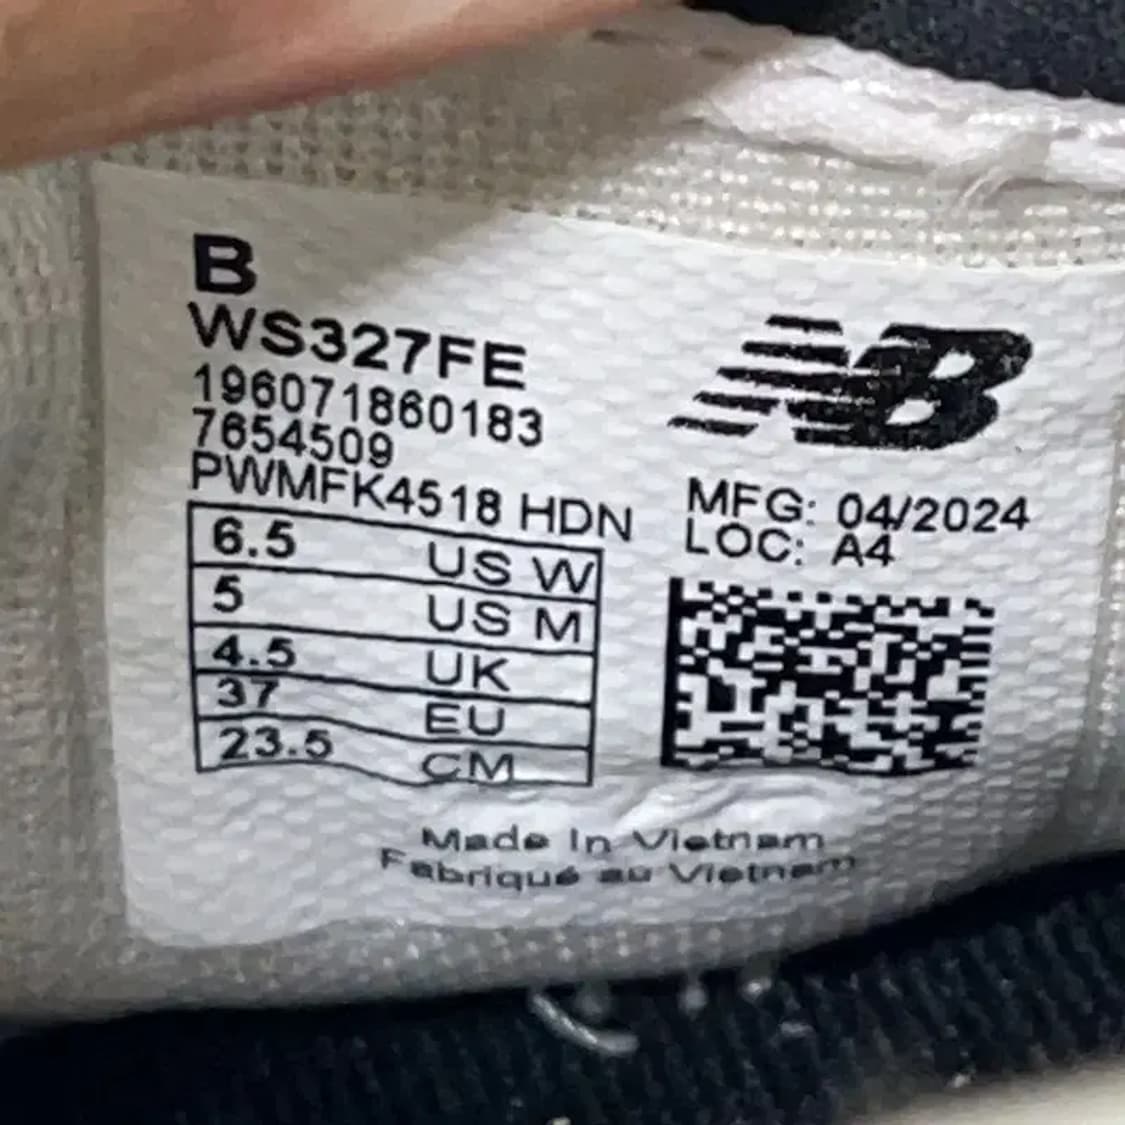 B
WS327FE
196071860183
7654509
PWMFK4518 HDN
6.5 US W
5 US M
4.5 UK
37 EU
23.5 CM
NB
MFG: 04/2024
LOC: A4
Made In Vietnam
Fabriqué au Vietnam